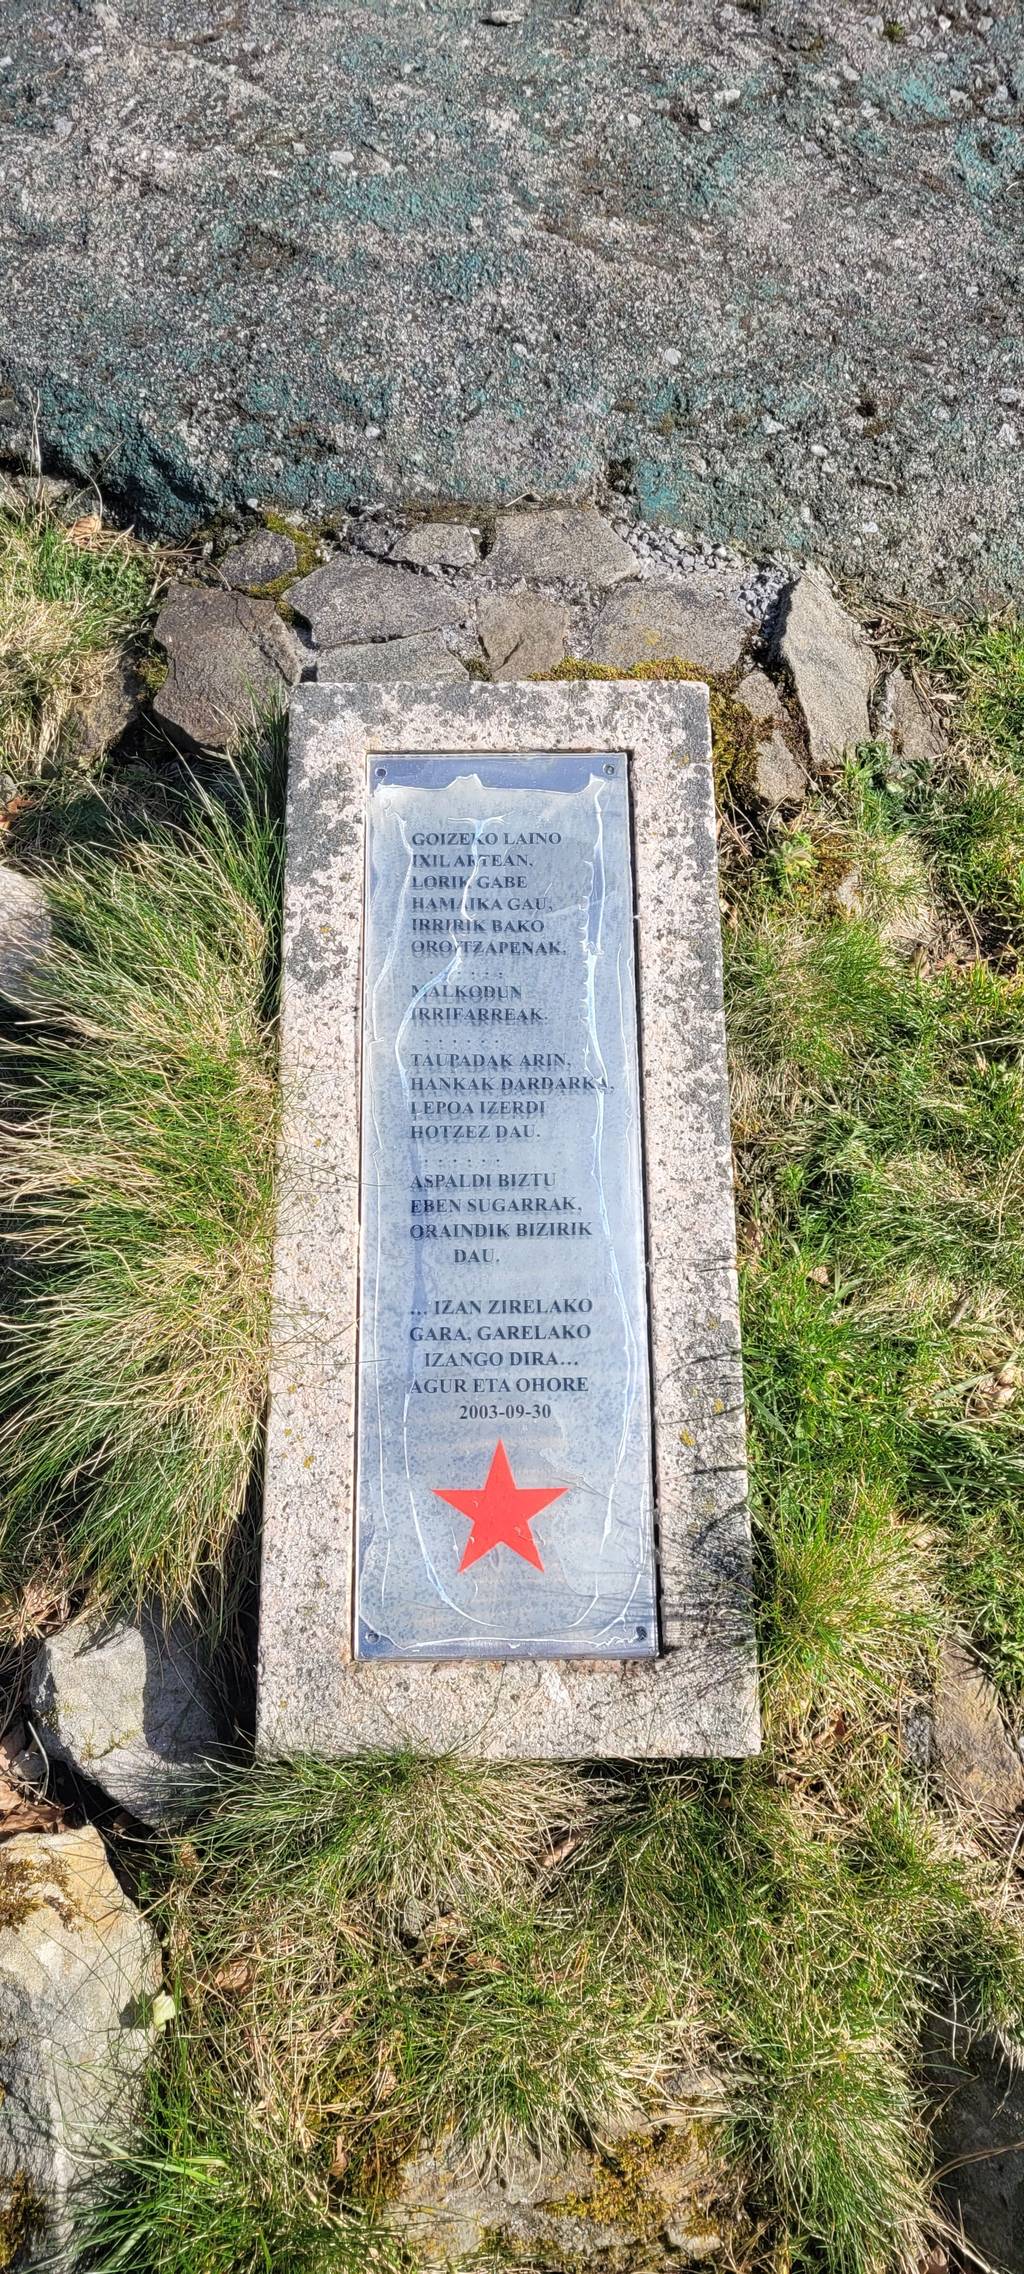 GOIZEKO LAINO
IXIL ARTEAN,
LORIK GABE
HAMAIKA GAU,
IRRIRIK BAKO
OROITZAPENAK,
. . . . . .
MALKODUN
IRRIFARREAK.
. . . . . .
TAUPADAK ARIN,
HANKAK DARDARKA,
LEPOA IZERDI
HOTZEZ DAU.
. . . . . .
ASPALDI BIZTU
EBEN SUGARRAK,
ORAINDIK BIZIRIK
DAU.
... IZAN ZIRELAKO
GARA, GARELAKO
IZANGO DIRA...
AGUR ETA OHORE
2003-09-30